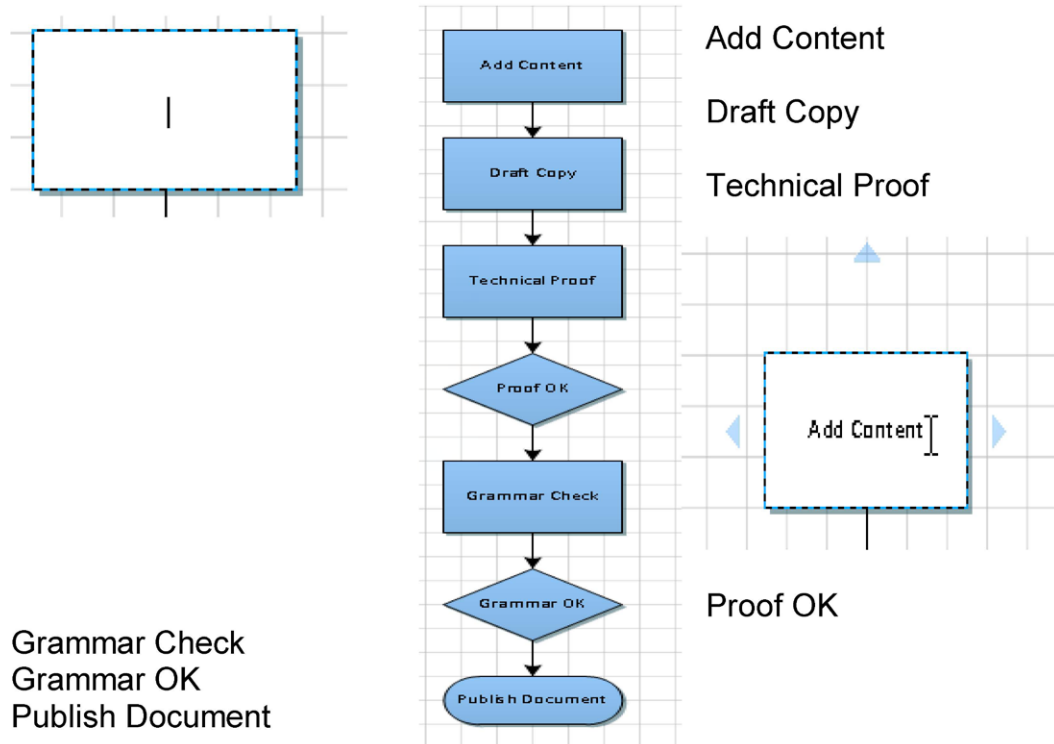 Add Content
Draft Copy
Technical Proof
Proof OK
Grammar Check
Grammar OK
Publish Document
Add Content
Draft Copy
Technical Proof
Add Content
Proof OK
Grammar Check
Grammar OK
Publish Document